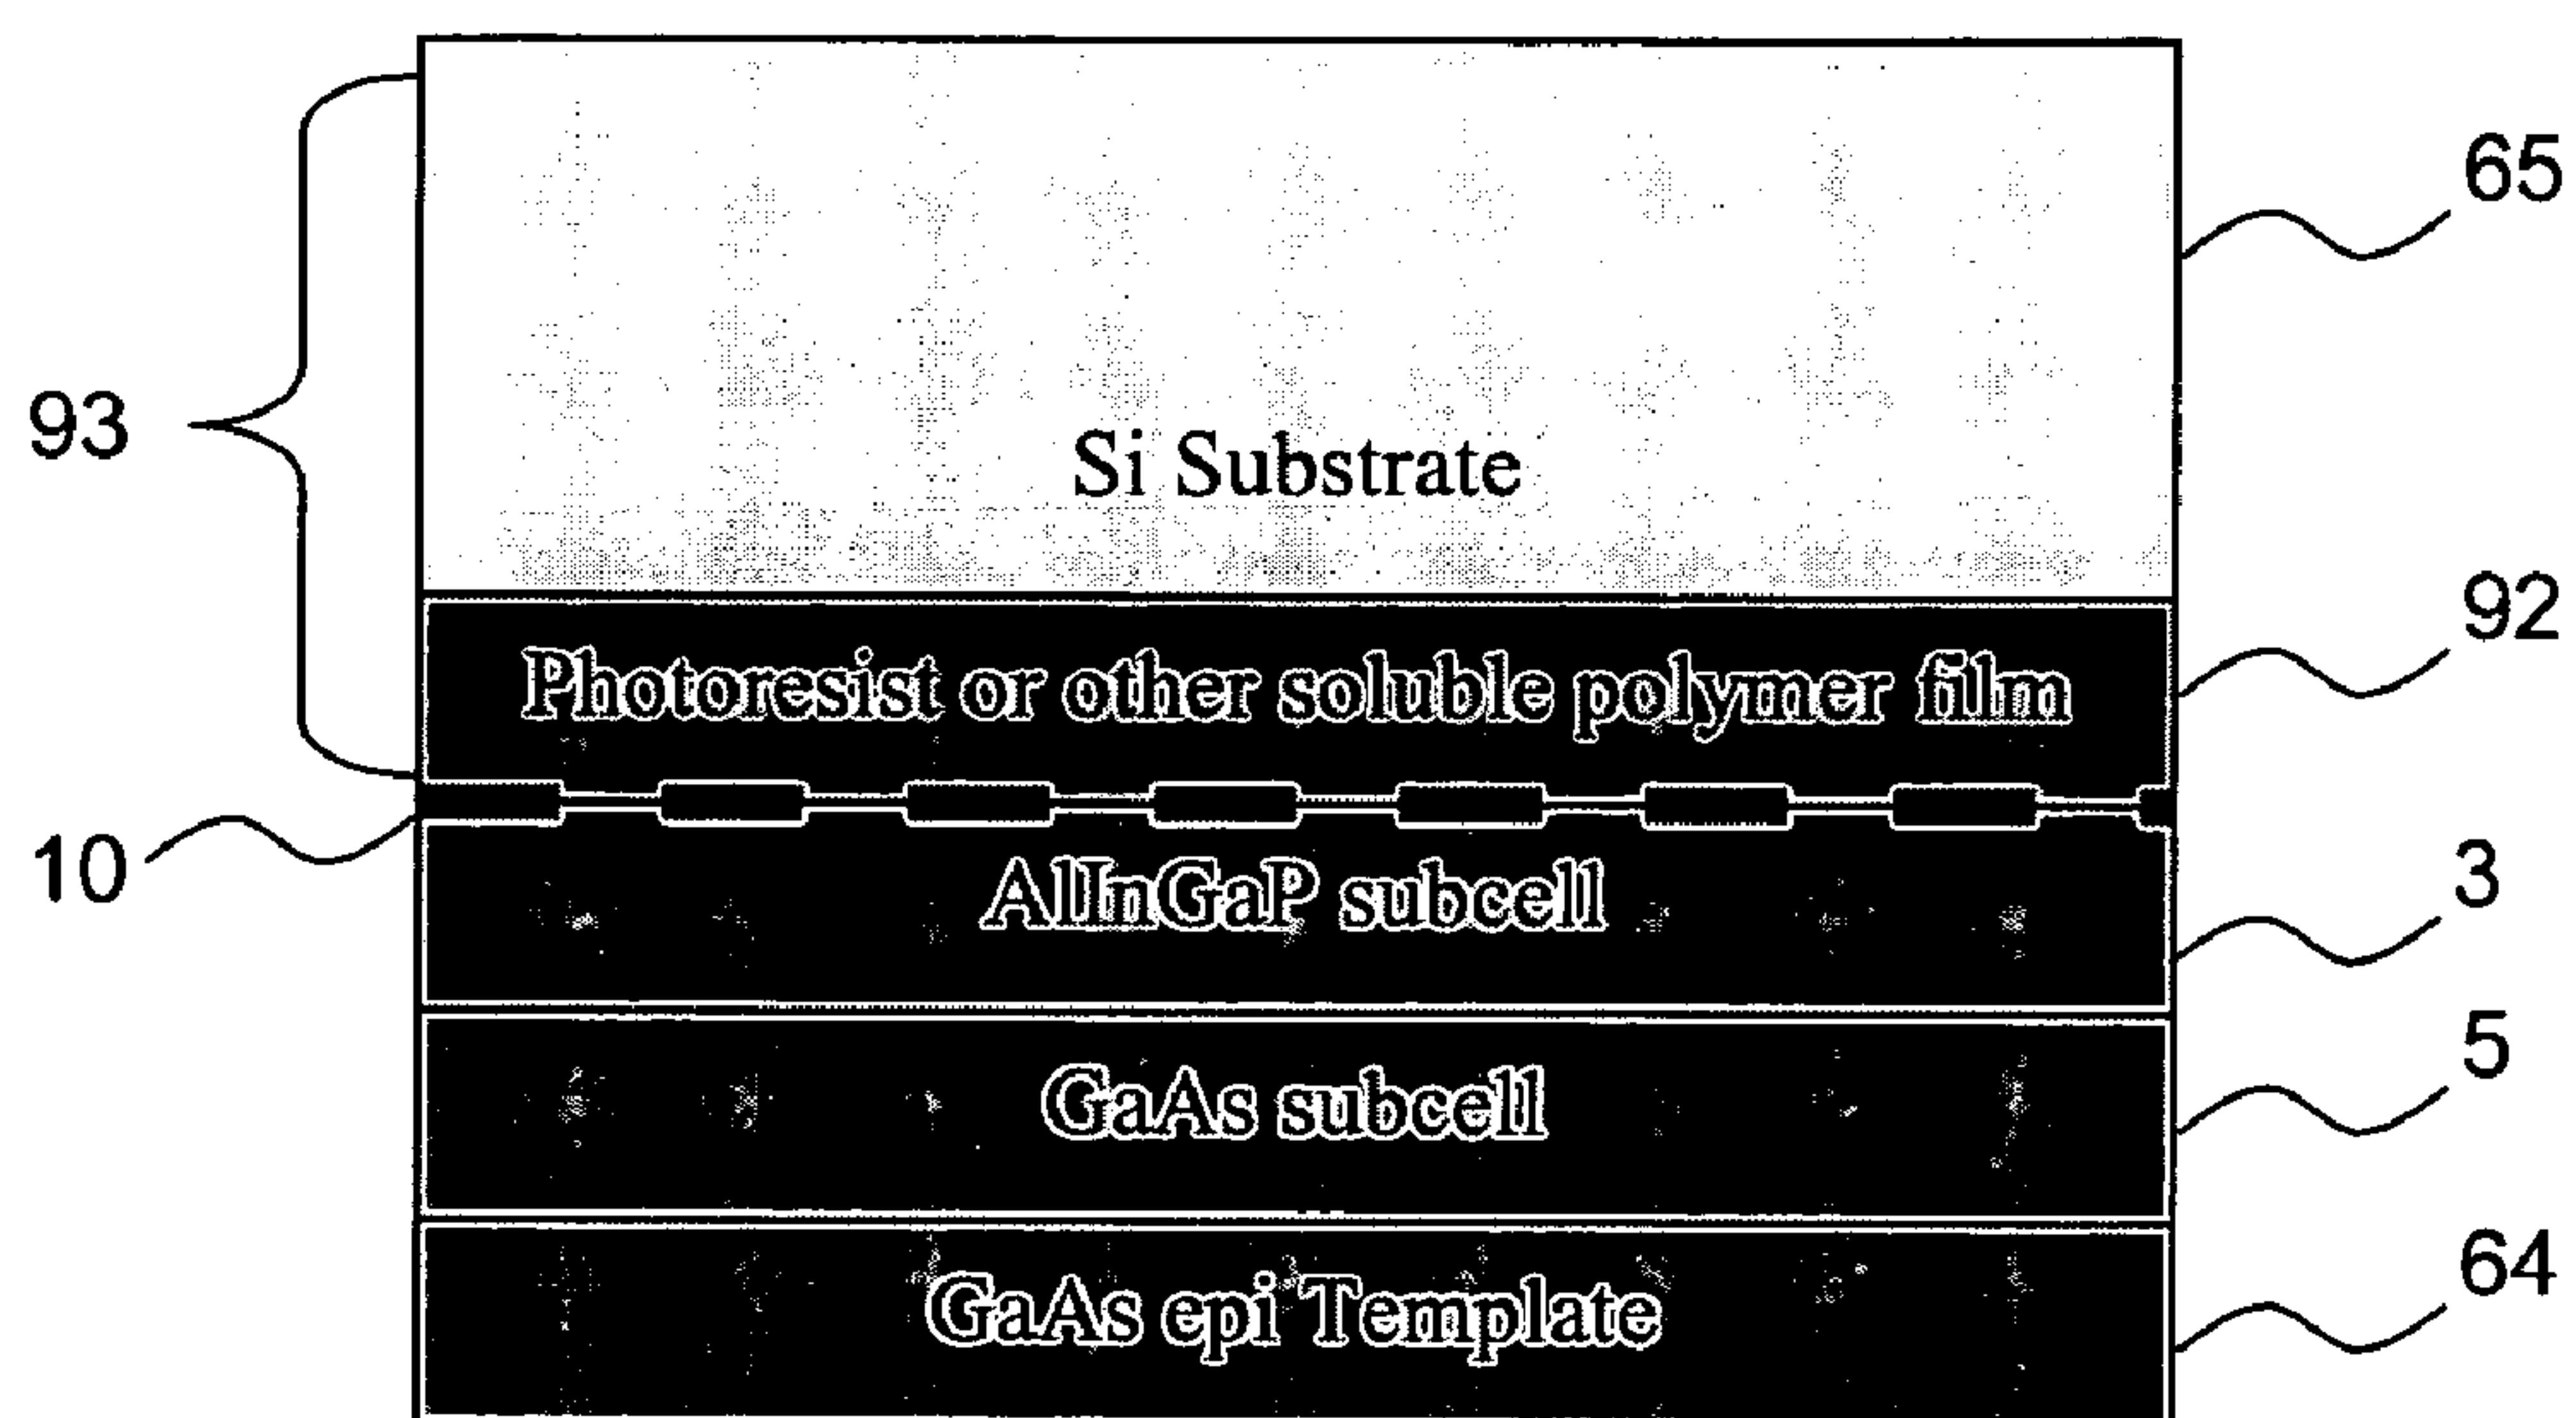 65
93
Si Substrate
92
Photoresist or other soluble polymer film
10
AlInGaP subcell
3
GaAs subcell
5
GaAs epi Template
64